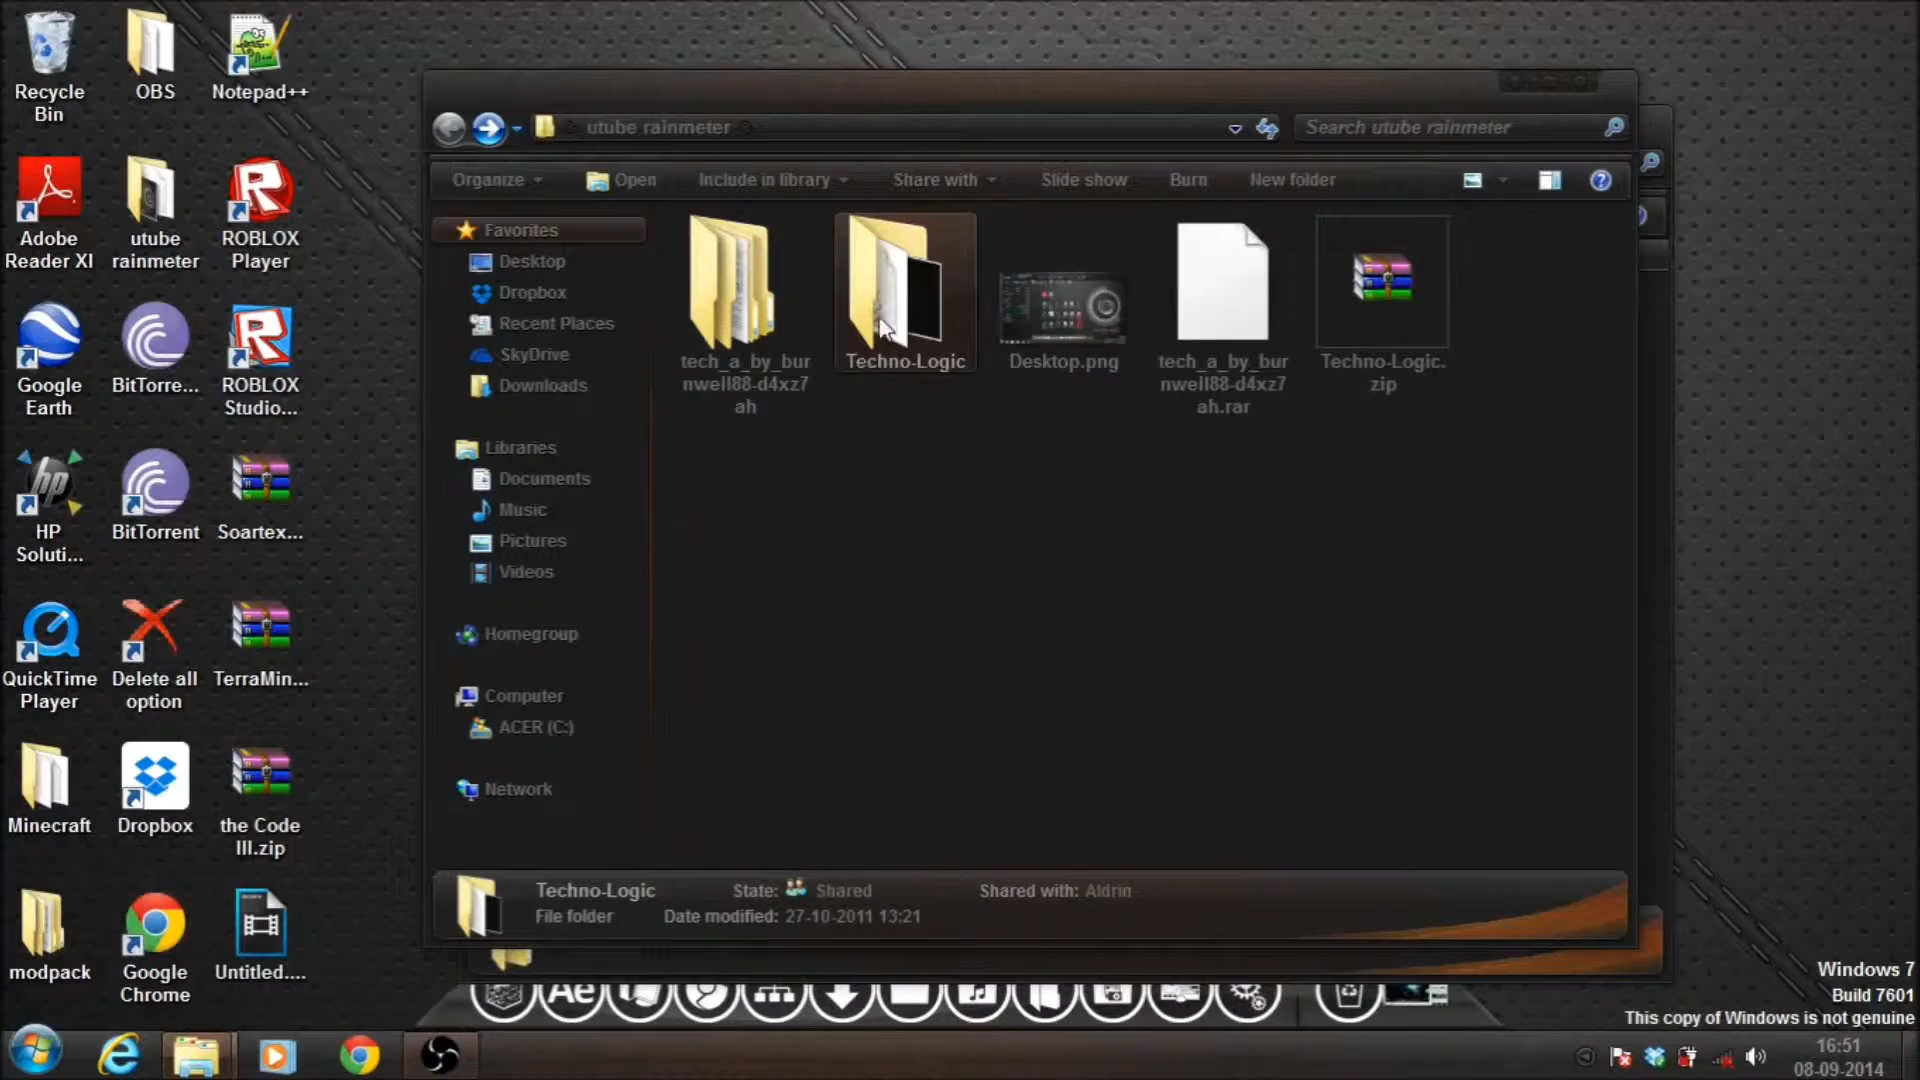 Recycle
Bin
OBS
Notepad++
Adobe
Reader XI
utube
rainmeter
ROBLOX
Player
Google
Earth
BitTorre...
ROBLOX
Studio...
HP
Soluti...
BitTorrent
Soartex...
QuickTime
Player
Delete all
option
TerraMin...
Minecraft
Dropbox
the Code
III.zip
modpack
Google
Chrome
Untitled....
utube rainmeter
Search utube rainmeter
Organize
Open
Include in library
Share with
Slide show
Burn
New folder
Favorites
Desktop
Dropbox
Recent Places
SkyDrive
Downloads
Libraries
Documents
Music
Pictures
Videos
Homegroup
Computer
ACER (C:)
Network
tech_a_by_bur
nwell88-d4xz7
ah
Techno-Logic
Desktop.png
tech_a_by_bur
nwell88-d4xz7
ah.rar
Techno-Logic.
zip
Techno-Logic
State: Shared
Shared with: Aldrin
File folder
Date modified: 27-10-2011 13:21
Ae
Windows 7
Build 7601
This copy of Windows is not genuine
16:51
08-09-2014